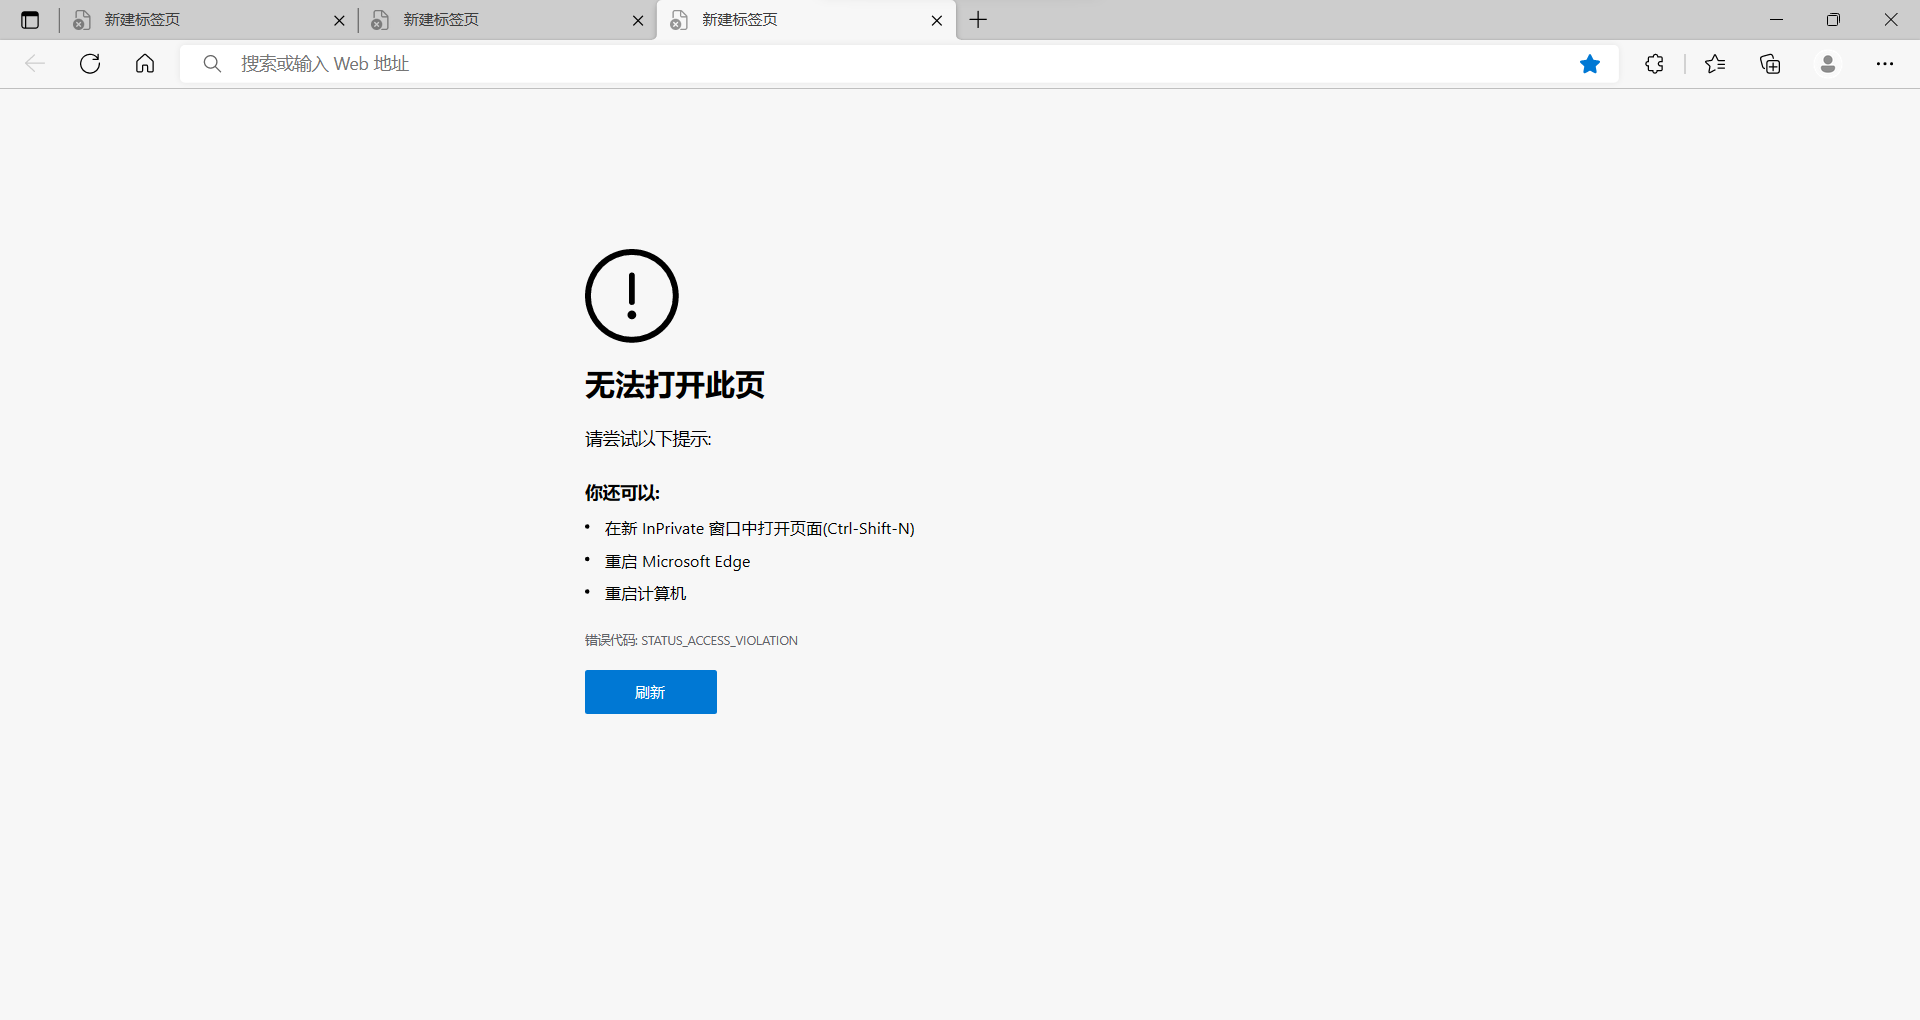 新建标签页
新建标签页
新建标签页
搜索或输入 Web 地址
无法打开此页
请尝试以下提示:
你还可以:
• 在新 InPrivate 窗口中打开页面(Ctrl-Shift-N)
• 重启 Microsoft Edge
• 重启计算机
错误代码: STATUS_ACCESS_VIOLATION
刷新